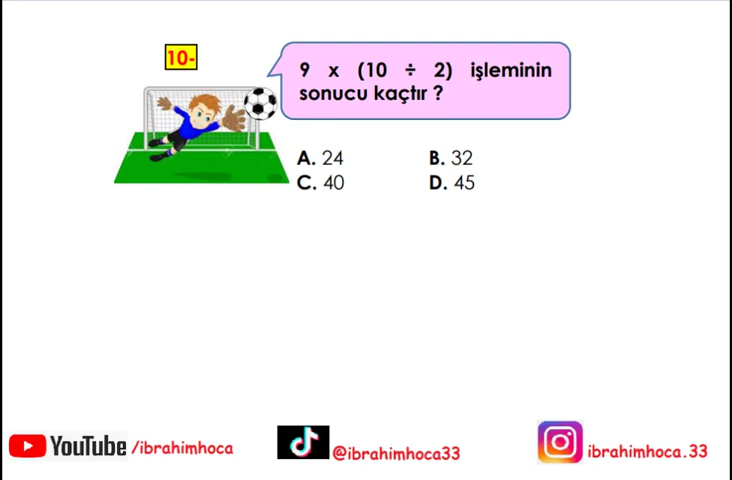 10-
9 x (10 ÷ 2) işleminin
sonucu kaçtır ?
A. 24 B. 32
C. 40 D. 45
YouTube /ibrahimhoca
@ibrahimhoca33
ibrahimhoca.33